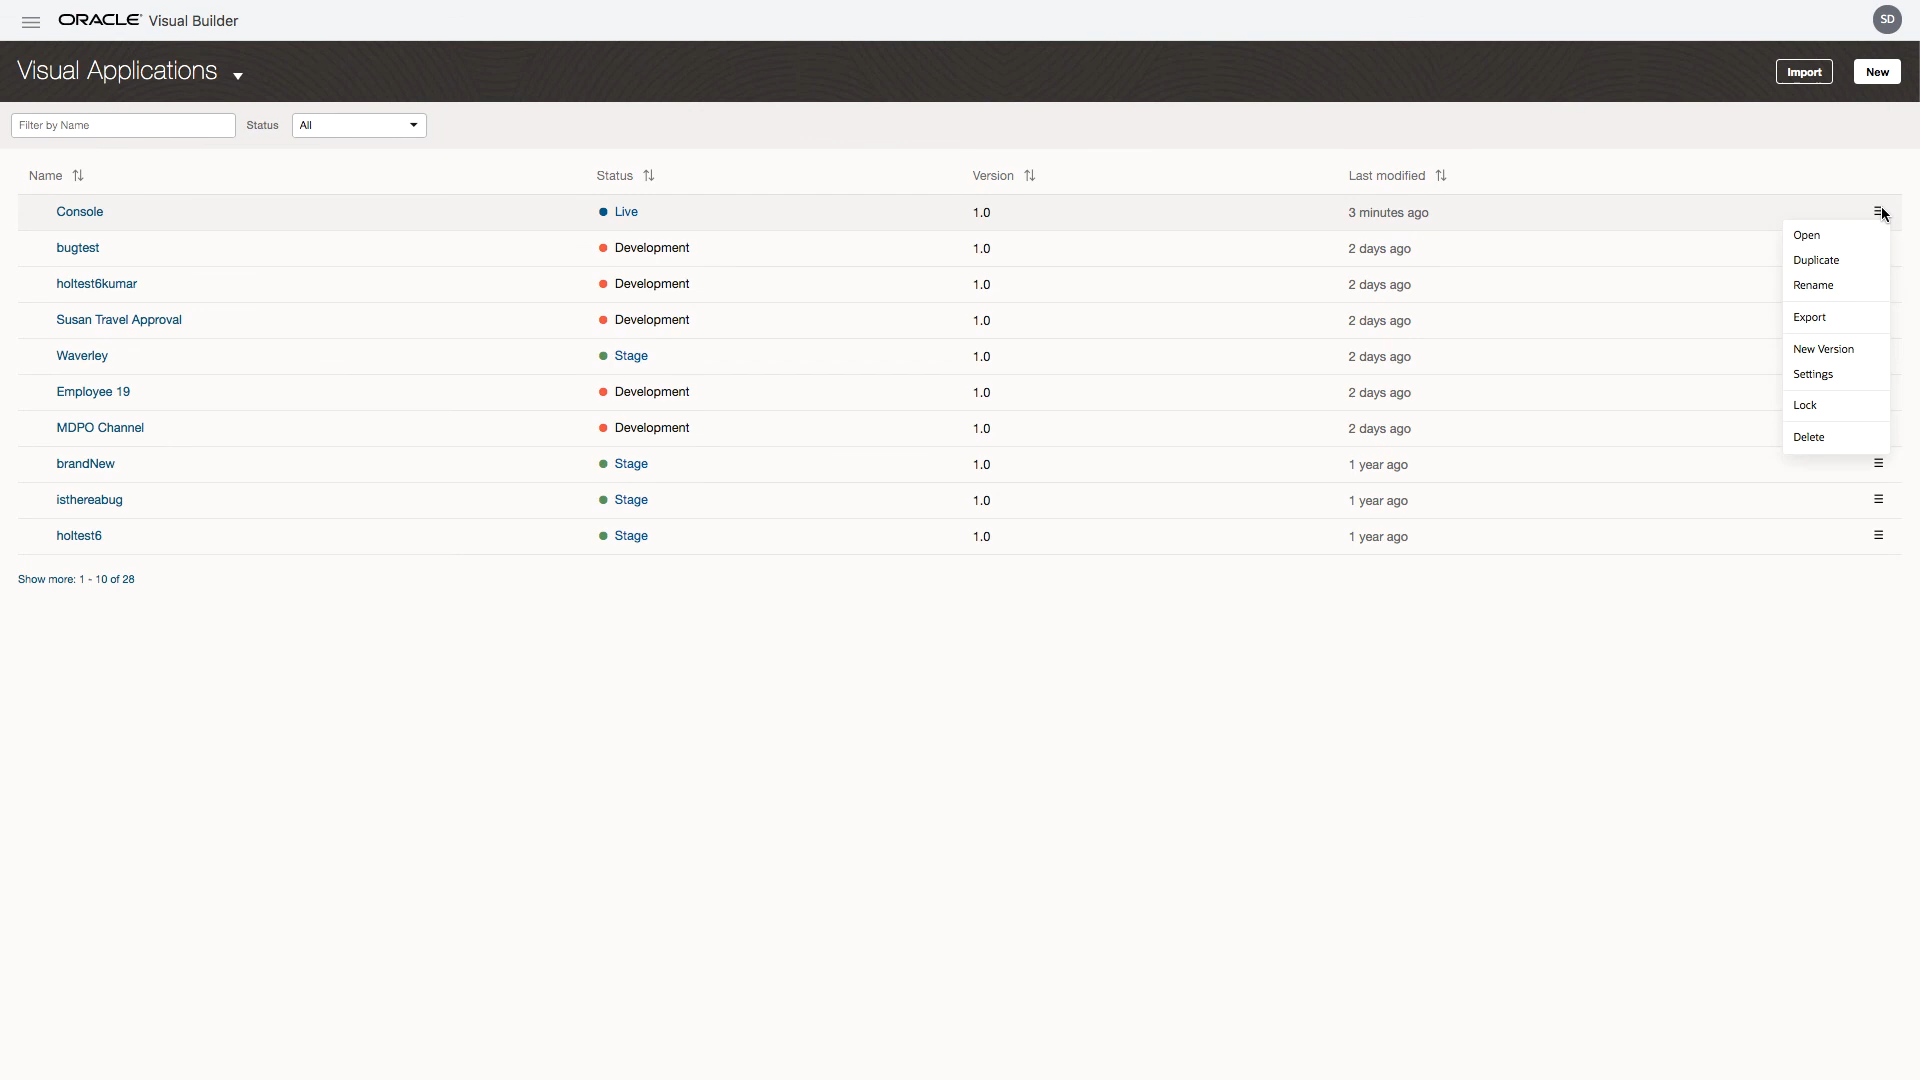 ORACLE Visual Builder
SD
Visual Applications
Import
New
Filter by Name
Status
All
Name
Status
Version
Last modified
Console
Live
1.0
3 minutes ago
bugtest
Development
1.0
2 days ago
holtest6kumar
Development
1.0
2 days ago
Susan Travel Approval
Development
1.0
2 days ago
Waverley
Stage
1.0
2 days ago
Employee 19
Development
1.0
2 days ago
MDPO Channel
Development
1.0
2 days ago
brandNew
Stage
1.0
1 year ago
isthereabug
Stage
1.0
1 year ago
holtest6
Stage
1.0
1 year ago
Open
Duplicate
Rename
Export
New Version
Settings
Lock
Delete
Show more: 1 - 10 of 28